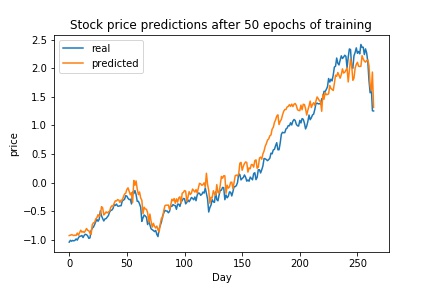 Stock price predictions after 50 epochs of training
2.5
2.0
1.5
1.0
0.5
0.0
−0.5
−1.0
price
real
predicted
0 50 100 150 200 250
Day